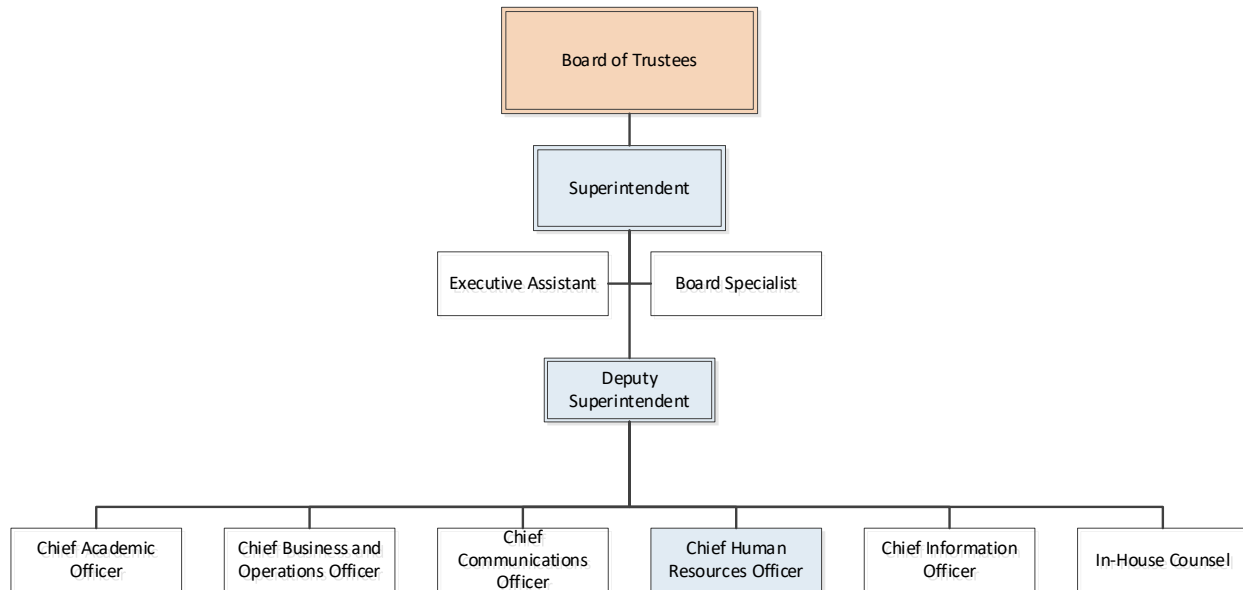 Board of Trustees
Superintendent
Executive Assistant
Board Specialist
Deputy
Superintendent
Chief Academic
Officer
Chief Business and
Operations Officer
Chief
Communications
Officer
Chief Human
Resources Officer
Chief Information
Officer
In-House Counsel